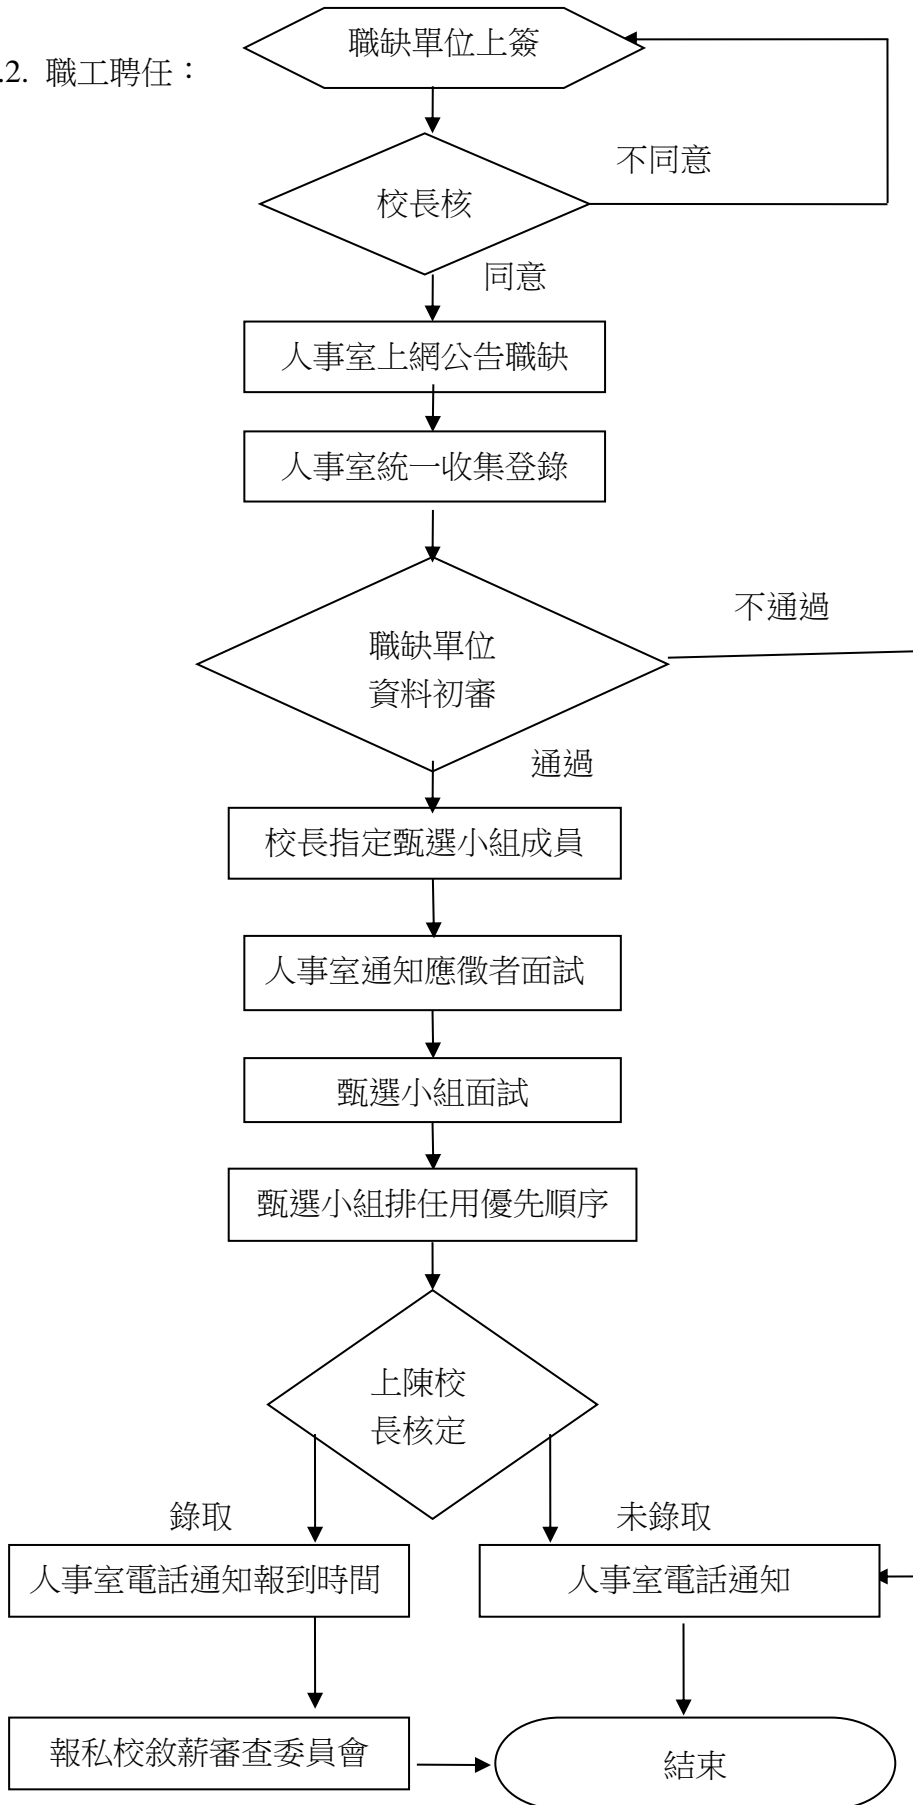 職缺單位上簽
.2. 職工聘任：
不同意
校長核
同意
人事室上網公告職缺
人事室統一收集登錄
不通過
職缺單位
資料初審
通過
校長指定甄選小組成員
人事室通知應徵者面試
甄選小組面試
甄選小組排任用優先順序
上陳校
長核定
錄取
未錄取
人事室電話通知報到時間
人事室電話通知
報私校敘薪審查委員會
結束